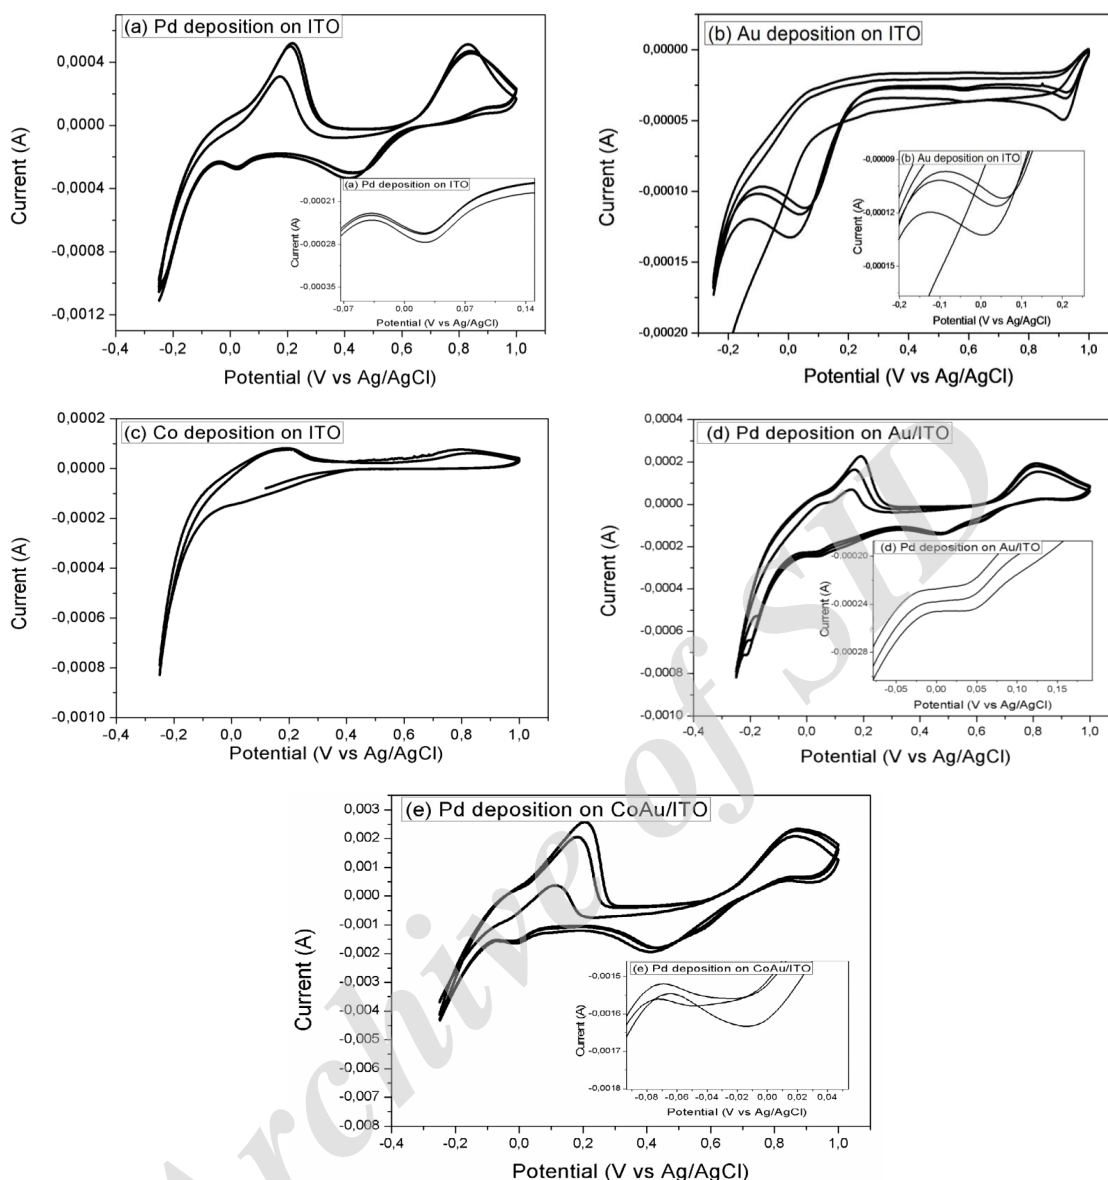 (a) Pd deposition on ITO
0,0004
0,0000
-0,0004
-0,0008
-0,0012
Current (A)
-0,4 -0,2 0,0 0,2 0,4 0,6 0,8 1,0
Potential (V vs Ag/AgCl)
(a) Pd deposition on ITO
-0,00021
-0,00028
-0,00035
Current (A)
-0,07 0,00 0,07 0,14
Potential (V vs Ag/AgCl)
(b) Au deposition on ITO
0,00000
-0,00005
-0,00010
-0,00015
-0,00020
Current (A)
-0,2 0,0 0,2 0,4 0,6 0,8 1,0
Potential (V vs Ag/AgCl)
(b) Au deposition on ITO
-0,00009
-0,00012
-0,00015
Current (A)
-0,2 -0,1 0,0 0,1 0,2
Potential (V vs Ag/AgCl)
(c) Co deposition on ITO
0,0002
0,0000
-0,0002
-0,0004
-0,0006
-0,0008
-0,0010
Current (A)
-0,4 -0,2 0,0 0,2 0,4 0,6 0,8 1,0
Potential (V vs Ag/AgCl)
(d) Pd deposition on Au/ITO
0,0004
0,0002
0,0000
-0,0002
-0,0004
-0,0006
-0,0008
-0,0010
Current (A)
-0,4 -0,2 0,0 0,2 0,4 0,6 0,8 1,0
Potential (V vs Ag/AgCl)
(d) Pd deposition on Au/ITO
-0,00020
-0,00024
-0,00028
Current (A)
-0,05 0,00 0,05 0,10 0,15
Potential (V vs Ag/AgCl)
(e) Pd deposition on CoAu/ITO
0,003
0,002
0,001
0,000
-0,001
-0,002
-0,003
-0,004
-0,005
-0,006
-0,007
-0,008
Current (A)
-0,4 -0,2 0,0 0,2 0,4 0,6 0,8 1,0
Potential (V vs Ag/AgCl)
(e) Pd deposition on CoAu/ITO
-0,0015
-0,0016
-0,0017
-0,0018
Current (A)
-0,08 -0,06 -0,04 -0,02 0,00 0,02 0,04
Potential (V vs Ag/AgCl)
Archive of SID